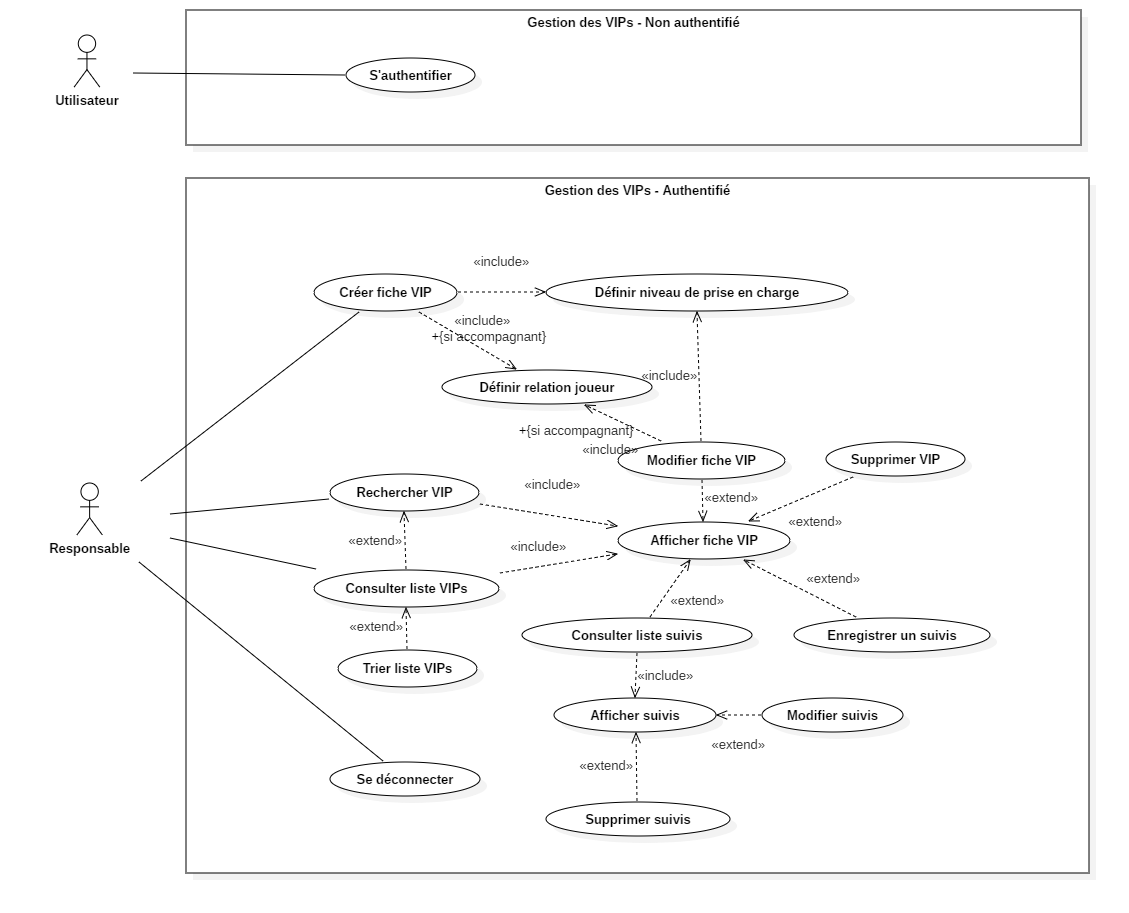 Gestion des VIPs - Non authentifié
S'authentifier
Utilisateur
Gestion des VIPs - Authentifié
«include»
Créer fiche VIP
Définir niveau de prise en charge
«include»
+{si accompagnant}
«include»
Définir relation joueur
+{si accompagnant}
«include»
Modifier fiche VIP
Supprimer VIP
Rechercher VIP
«include»
«extend»
«extend»
Responsable
«extend»
Afficher fiche VIP
«include»
«extend»
Consulter liste VIPs
«extend»
«extend»
Consulter liste suivis
Enregistrer un suivis
Trier liste VIPs
«include»
Afficher suivis
Modifier suivis
«extend»
«extend»
Se déconnecter
Supprimer suivis